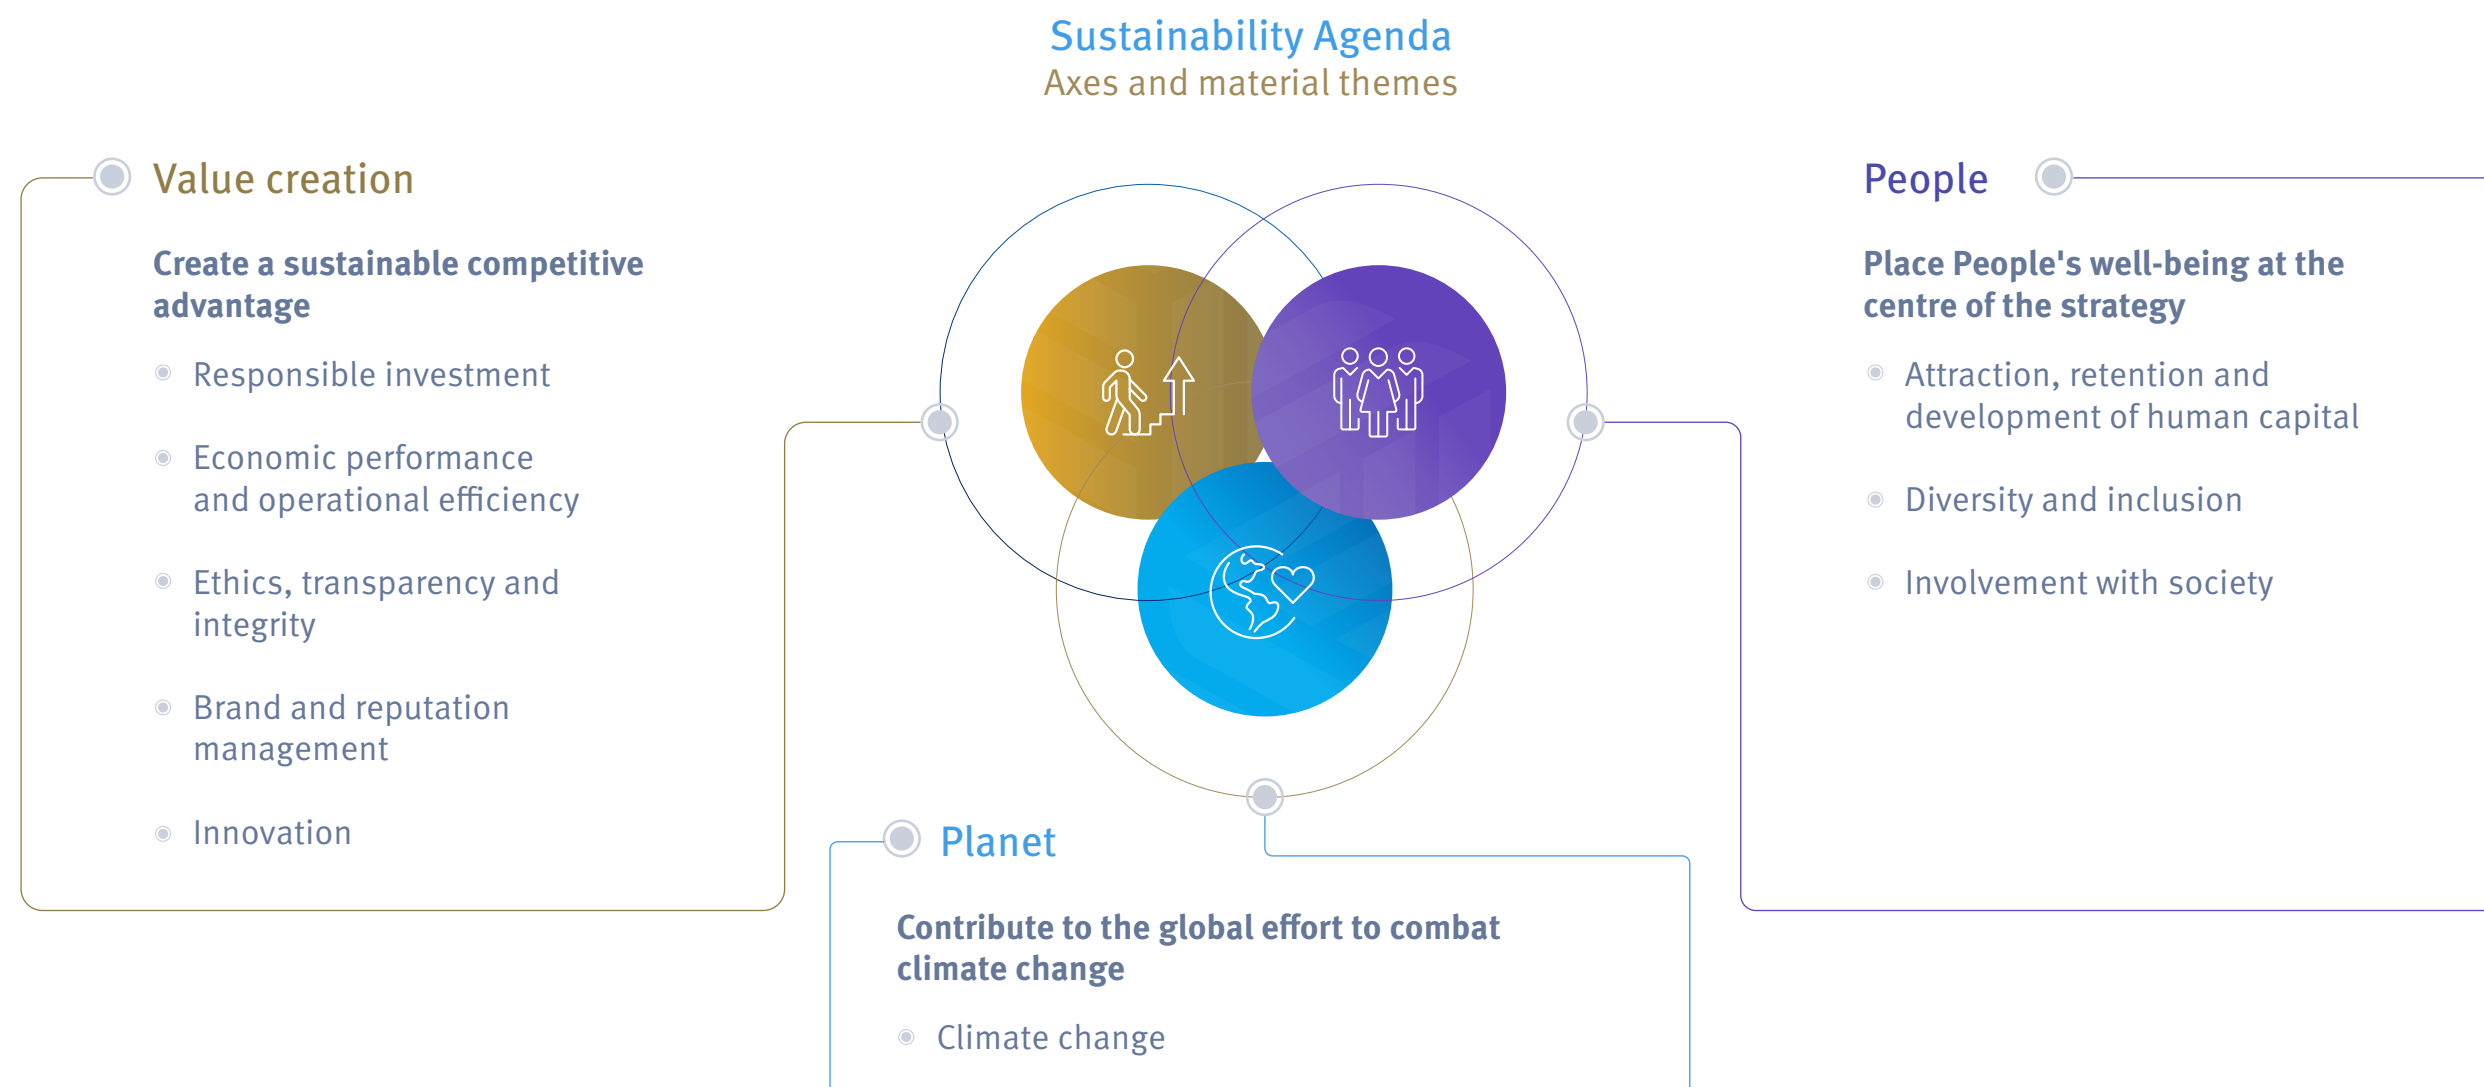 Sustainability Agenda
Axes and material themes
Value creation
Create a sustainable competitive
advantage
Responsible investment
Economic performance
and operational efficiency
Ethics, transparency and
integrity
Brand and reputation
management
Innovation
People
Place People's well-being at the
centre of the strategy
Attraction, retention and
development of human capital
Diversity and inclusion
Involvement with society
Planet
Contribute to the global effort to combat
climate change
Climate change